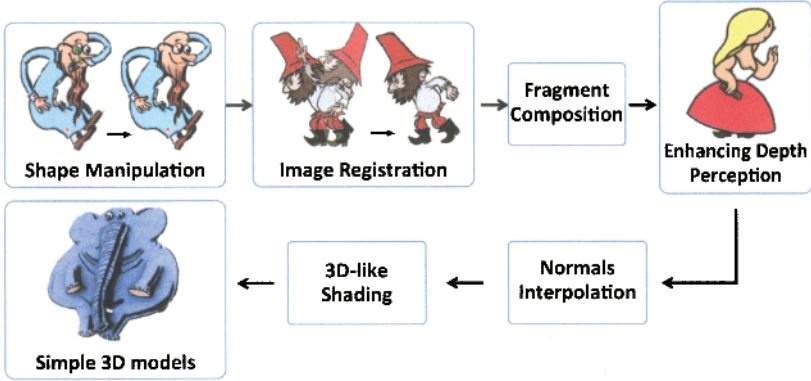 Shape Manipulation
Image Registration
Fragment
Composition
Enhancing Depth
Perception
Normals
Interpolation
3D-like
Shading
Simple 3D models